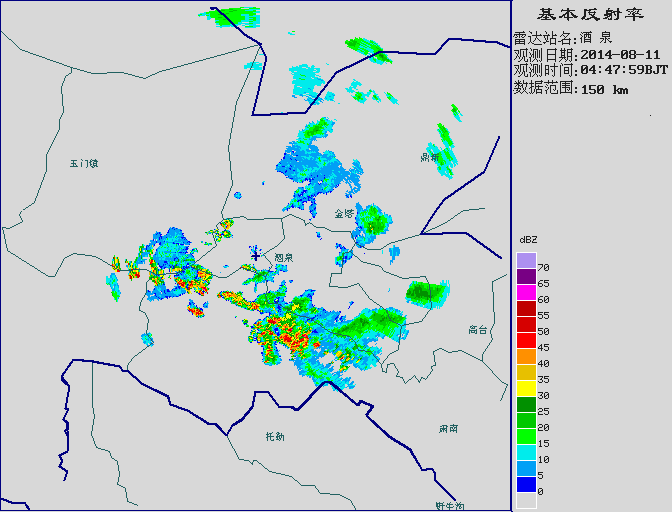 基本反射率
雷达站名:酒 泉
观测日期:2014-08-11
观测时间:04:47:59BJT
数据范围:150 km
玉门镇
鼎新
金塔
酒泉
高台
托勒
肃南
野牛沟
dBZ
70
65
60
55
50
45
40
35
30
25
20
15
10
5
0